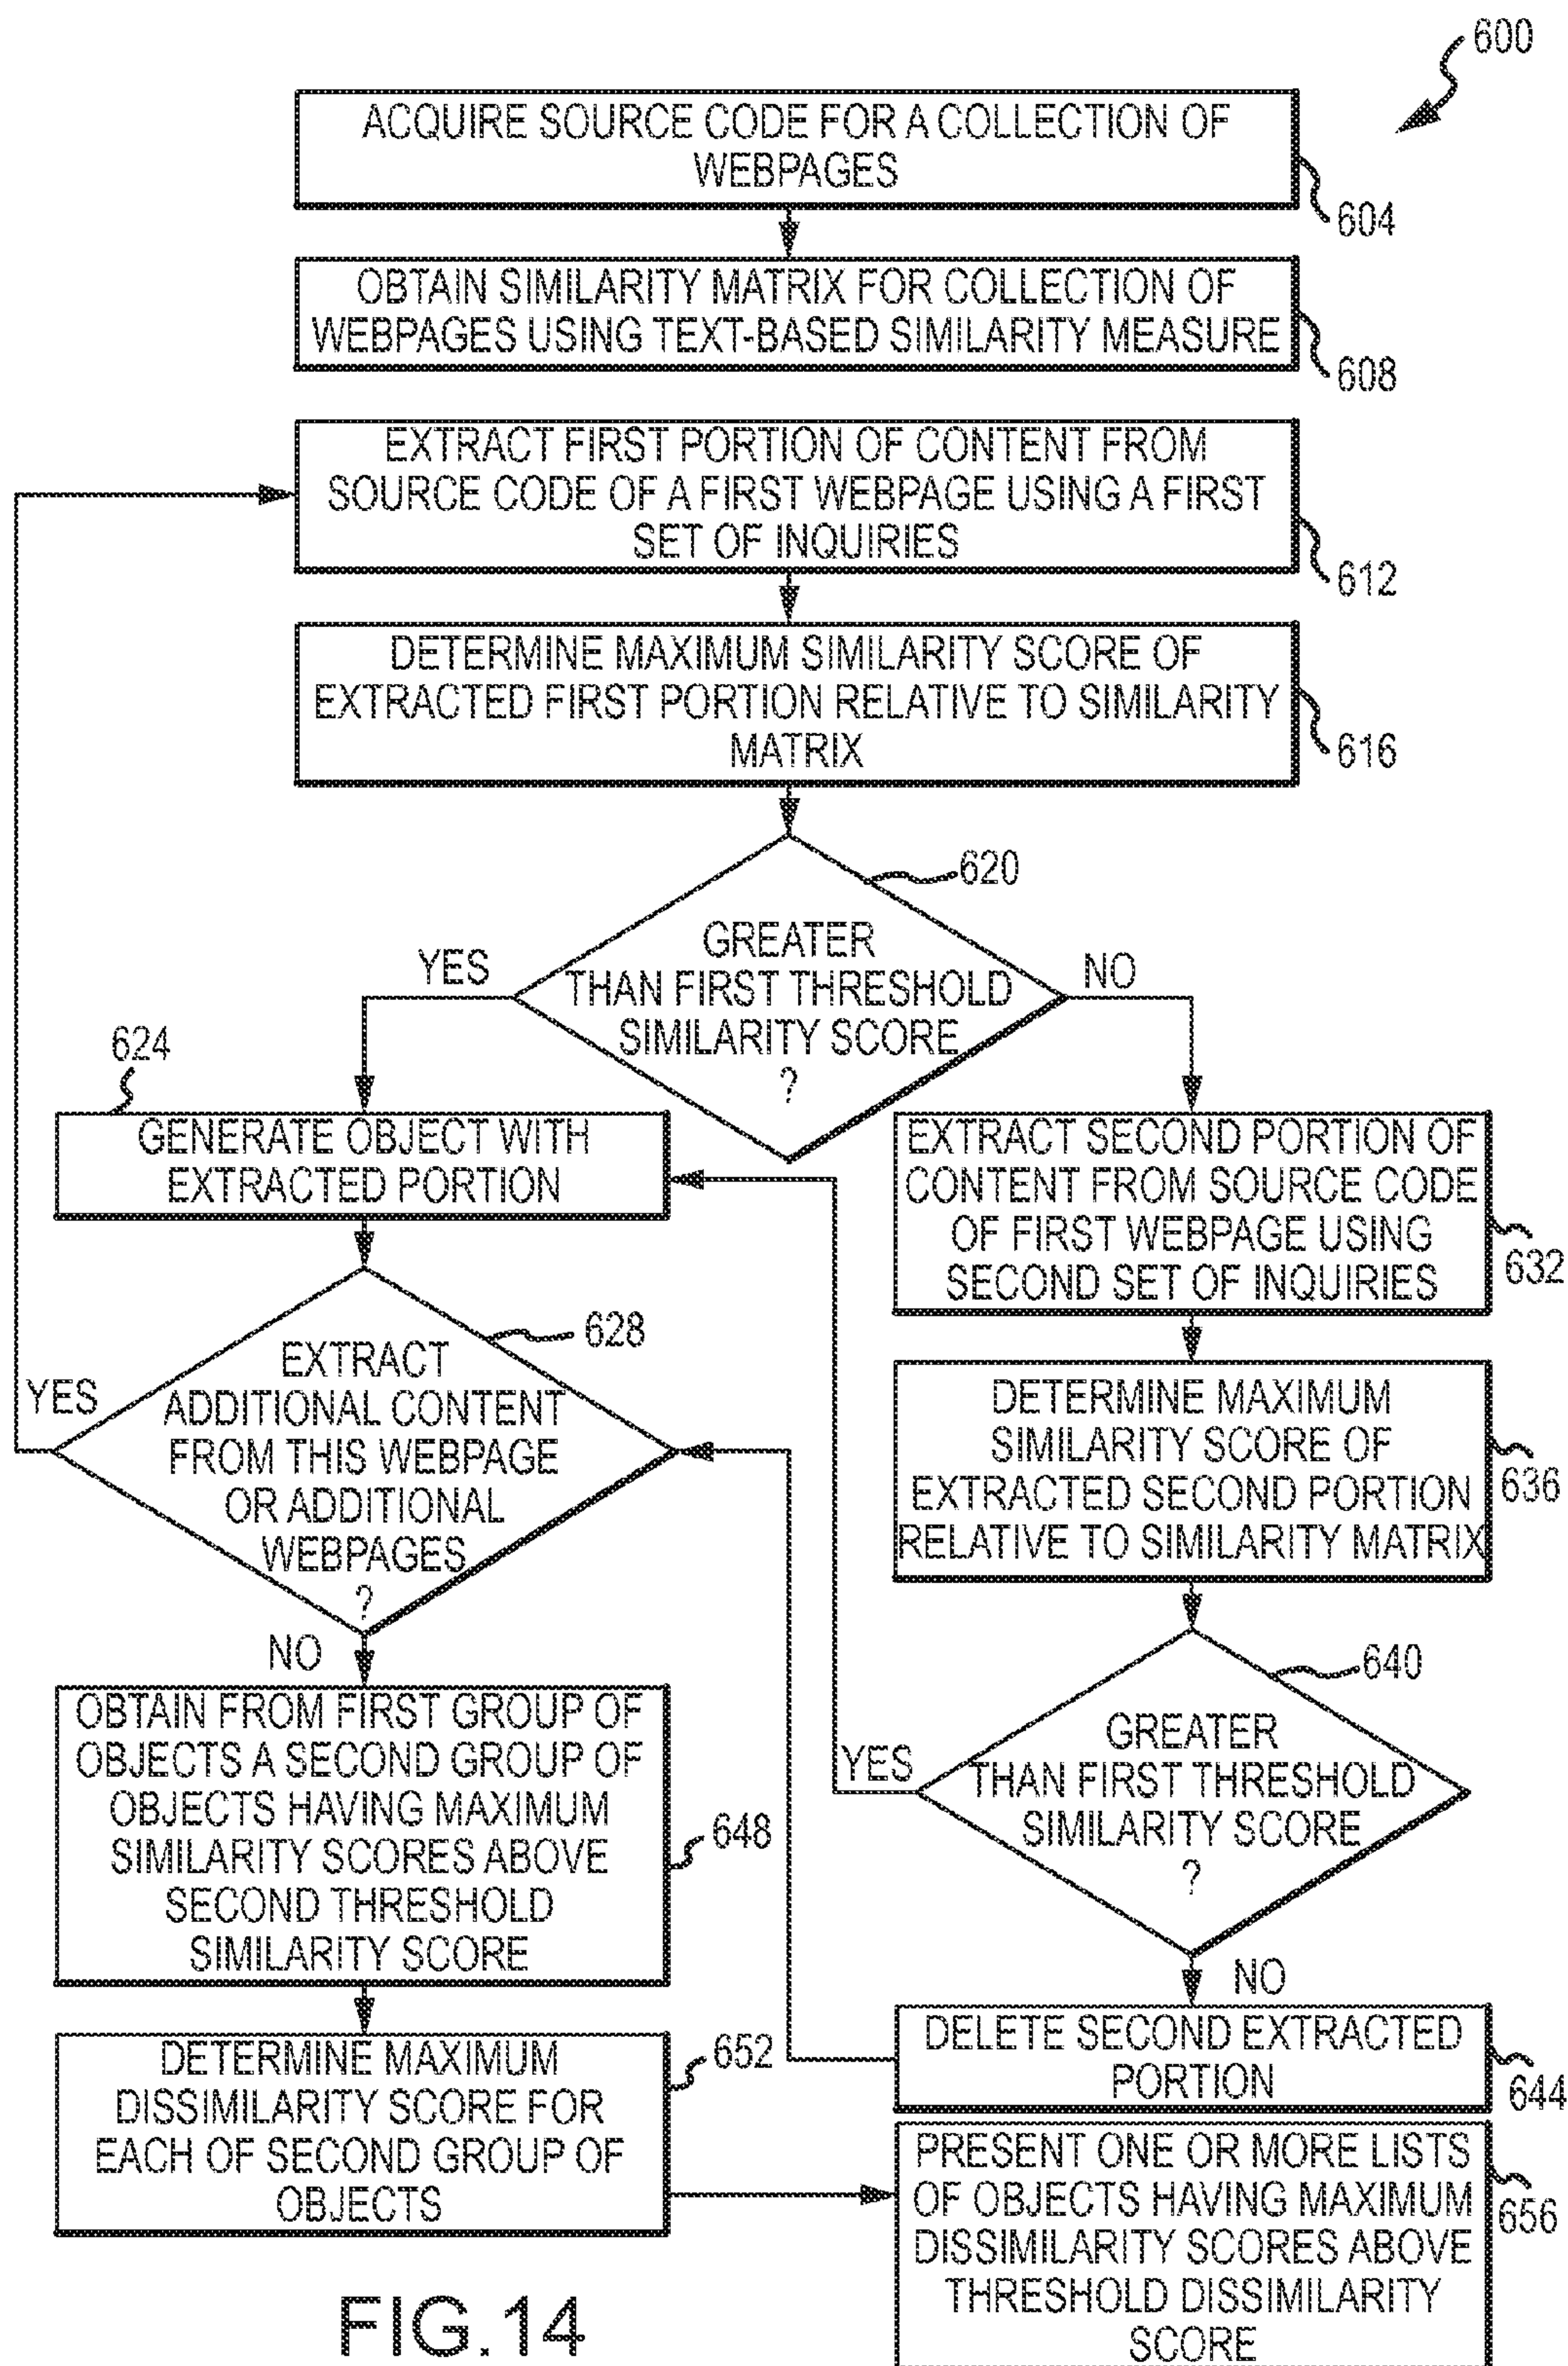 600
ACQUIRE SOURCE CODE FOR A COLLECTION OF
WEBPAGES
604
OBTAIN SIMILARITY MATRIX FOR COLLECTION OF
WEBPAGES USING TEXT-BASED SIMILARITY MEASURE
608
EXTRACT FIRST PORTION OF CONTENT FROM
SOURCE CODE OF A FIRST WEBPAGE USING A FIRST
SET OF INQUIRIES
612
DETERMINE MAXIMUM SIMILARITY SCORE OF
EXTRACTED FIRST PORTION RELATIVE TO SIMILARITY
MATRIX
616
620
GREATER
THAN FIRST THRESHOLD
SIMILARITY SCORE
?
YES
NO
624
GENERATE OBJECT WITH
EXTRACTED PORTION
628
EXTRACT
ADDITIONAL CONTENT
FROM THIS WEBPAGE
OR ADDITIONAL
WEBPAGES
?
YES
NO
EXTRACT SECOND PORTION OF
CONTENT FROM SOURCE CODE
OF FIRST WEBPAGE USING
SECOND SET OF INQUIRIES
632
DETERMINE MAXIMUM
SIMILARITY SCORE OF
EXTRACTED SECOND PORTION
RELATIVE TO SIMILARITY MATRIX
636
640
GREATER
THAN FIRST THRESHOLD
SIMILARITY SCORE
?
YES
NO
DELETE SECOND EXTRACTED
PORTION
644
OBTAIN FROM FIRST GROUP OF
OBJECTS A SECOND GROUP OF
OBJECTS HAVING MAXIMUM
SIMILARITY SCORES ABOVE
SECOND THRESHOLD
SIMILARITY SCORE
648
DETERMINE MAXIMUM
DISSIMILARITY SCORE FOR
EACH OF SECOND GROUP OF
OBJECTS
652
PRESENT ONE OR MORE LISTS
OF OBJECTS HAVING MAXIMUM
DISSIMILARITY SCORES ABOVE
THRESHOLD DISSIMILARITY
SCORE
656
FIG.14